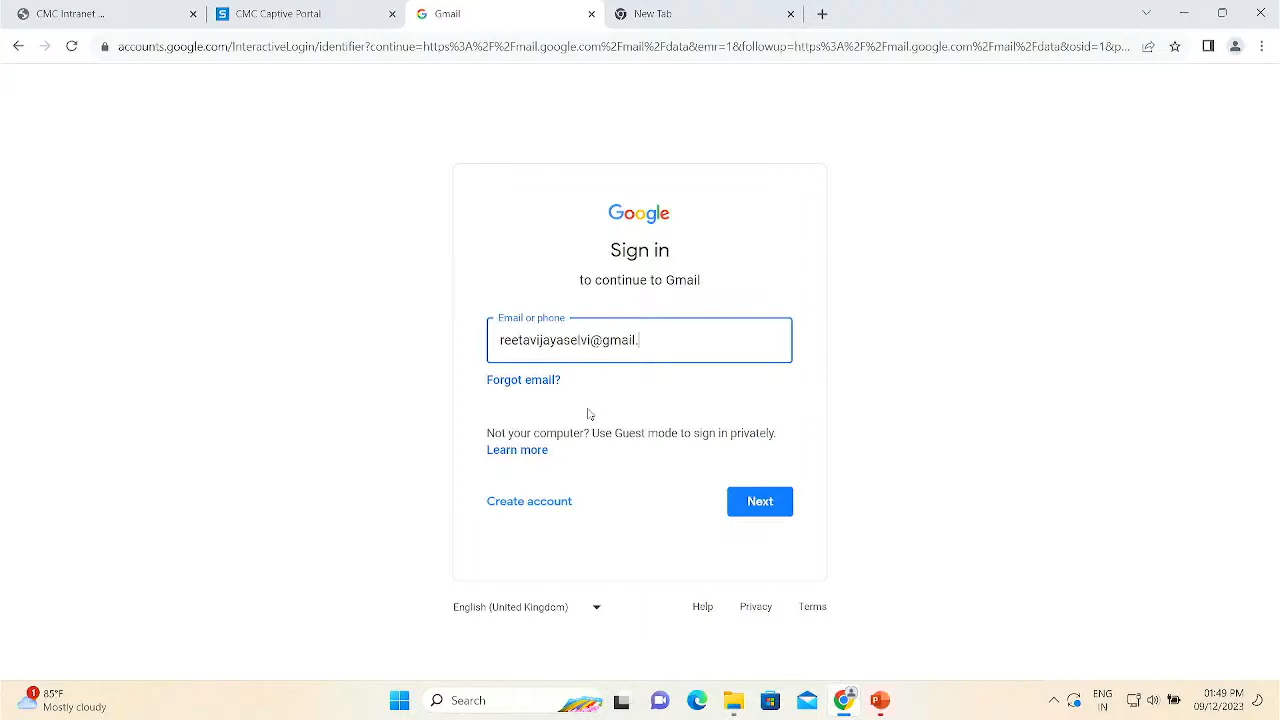 CMC Intranet ...
CMC Captive Portal
Gmail
New Tab
accounts.google.com/InteractiveLogin/identifier?continue=https%3A%2F%2Fmail.google.com%2Fmail%2Fdata&emr=1&followup=https%3A%2F%2Fmail.google.com%2Fmail%2Fdata&osid=1&p...
Google
Sign in
to continue to Gmail
Email or phone
reetavijayaselvi@gmail.
Forgot email?
Not your computer? Use Guest mode to sign in privately.
Learn more
Create account
Next
English (United Kingdom)
Help
Privacy
Terms
1
85°F
Mostly cloudy
Search
ENG
IN
01:49 PM
09/12/2022